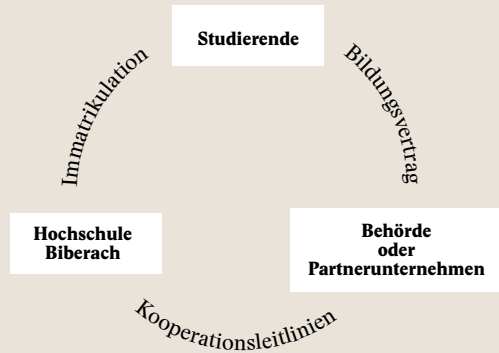 Studierende
Immatrikulation
Bildungsvertrag
Hochschule
Biberach
Behörde
oder
Partnerunternehmen
Kooperationsleitlinien